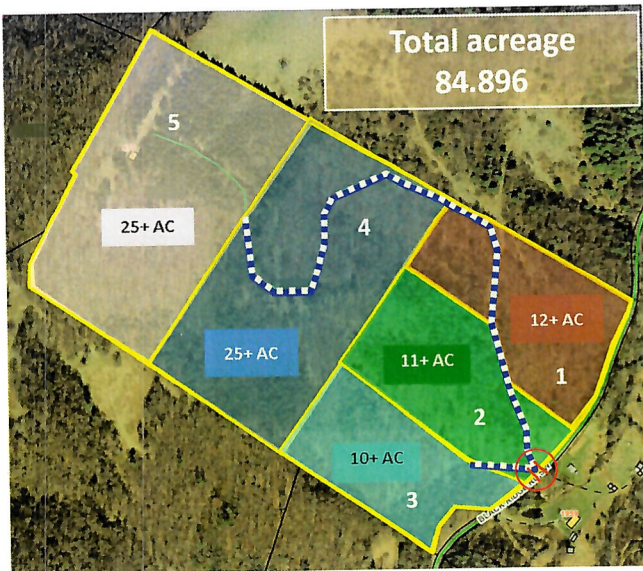 Total acreage
84.896
5
25+ AC
4
12+ AC
25+ AC
11+ AC
1
2
10+ AC
3